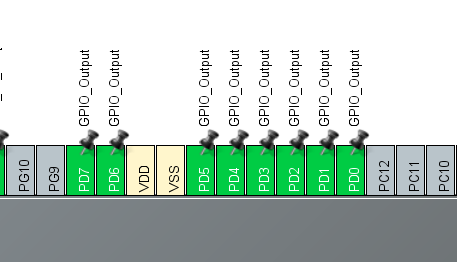 GPIO_Output
GPIO_Output
GPIO_Output
GPIO_Output
GPIO_Output
GPIO_Output
GPIO_Output
GPIO_Output
PG10
PG9
PD7
PD6
VDD
VSS
PD5
PD4
PD3
PD2
PD1
PD0
PC12
PC11
PC10